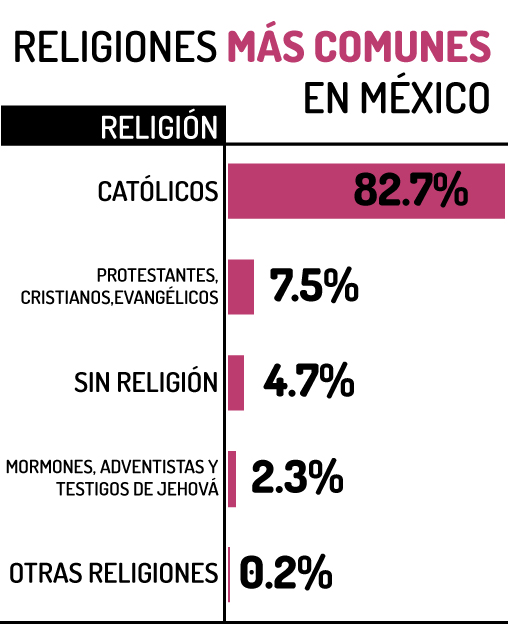 RELIGIONES MÁS COMUNES
EN MÉXICO
RELIGIÓN
CATÓLICOS 82.7%
PROTESTANTES,
CRISTIANOS,EVANGÉLICOS 7.5%
SIN RELIGIÓN 4.7%
MORMONES, ADVENTISTAS Y
TESTIGOS DE JEHOVÁ 2.3%
OTRAS RELIGIONES 0.2%